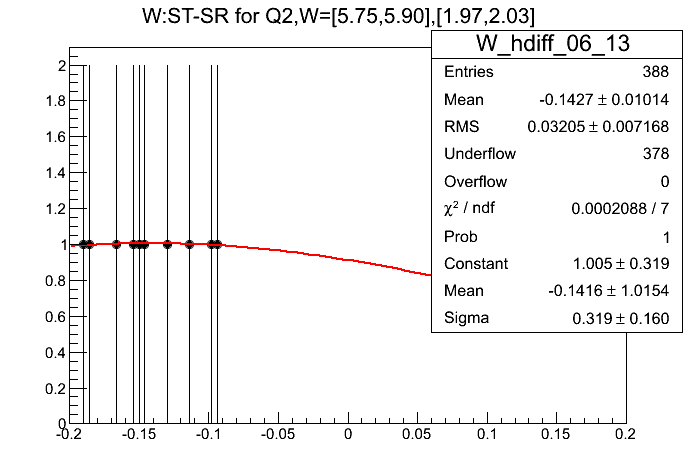 W:ST-SR for Q2,W=[5.75,5.90],[1.97,2.03]
W_hdiff_06_13
Entries 388
Mean -0.1427 ± 0.01014
RMS 0.03205 ± 0.007168
Underflow 378
Overflow 0
χ² / ndf 0.0002088 / 7
Prob 1
Constant 1.005 ± 0.319
Mean -0.1416 ± 1.0154
Sigma 0.319 ± 0.160
2
1.8
1.6
1.4
1.2
1
0.8
0.6
0.4
0.2
0
-0.2 -0.15 -0.1 -0.05 0 0.05 0.1 0.15 0.2